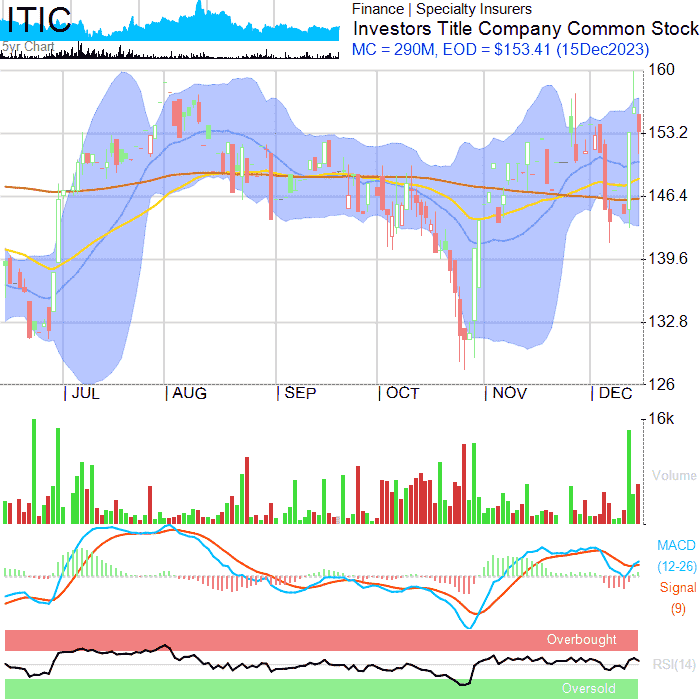 ITIC
5yr Chart
Finance | Specialty Insurers
Investors Title Company Common Stock
MC = 290M, EOD = $153.41 (15Dec2023)
160
153.2
146.4
139.6
132.8
126
| JUL | AUG | SEP | OCT | NOV | DEC
16k
Volume
MACD
(12-26)
Signal
(9)
Overbought
RSI(14)
Oversold